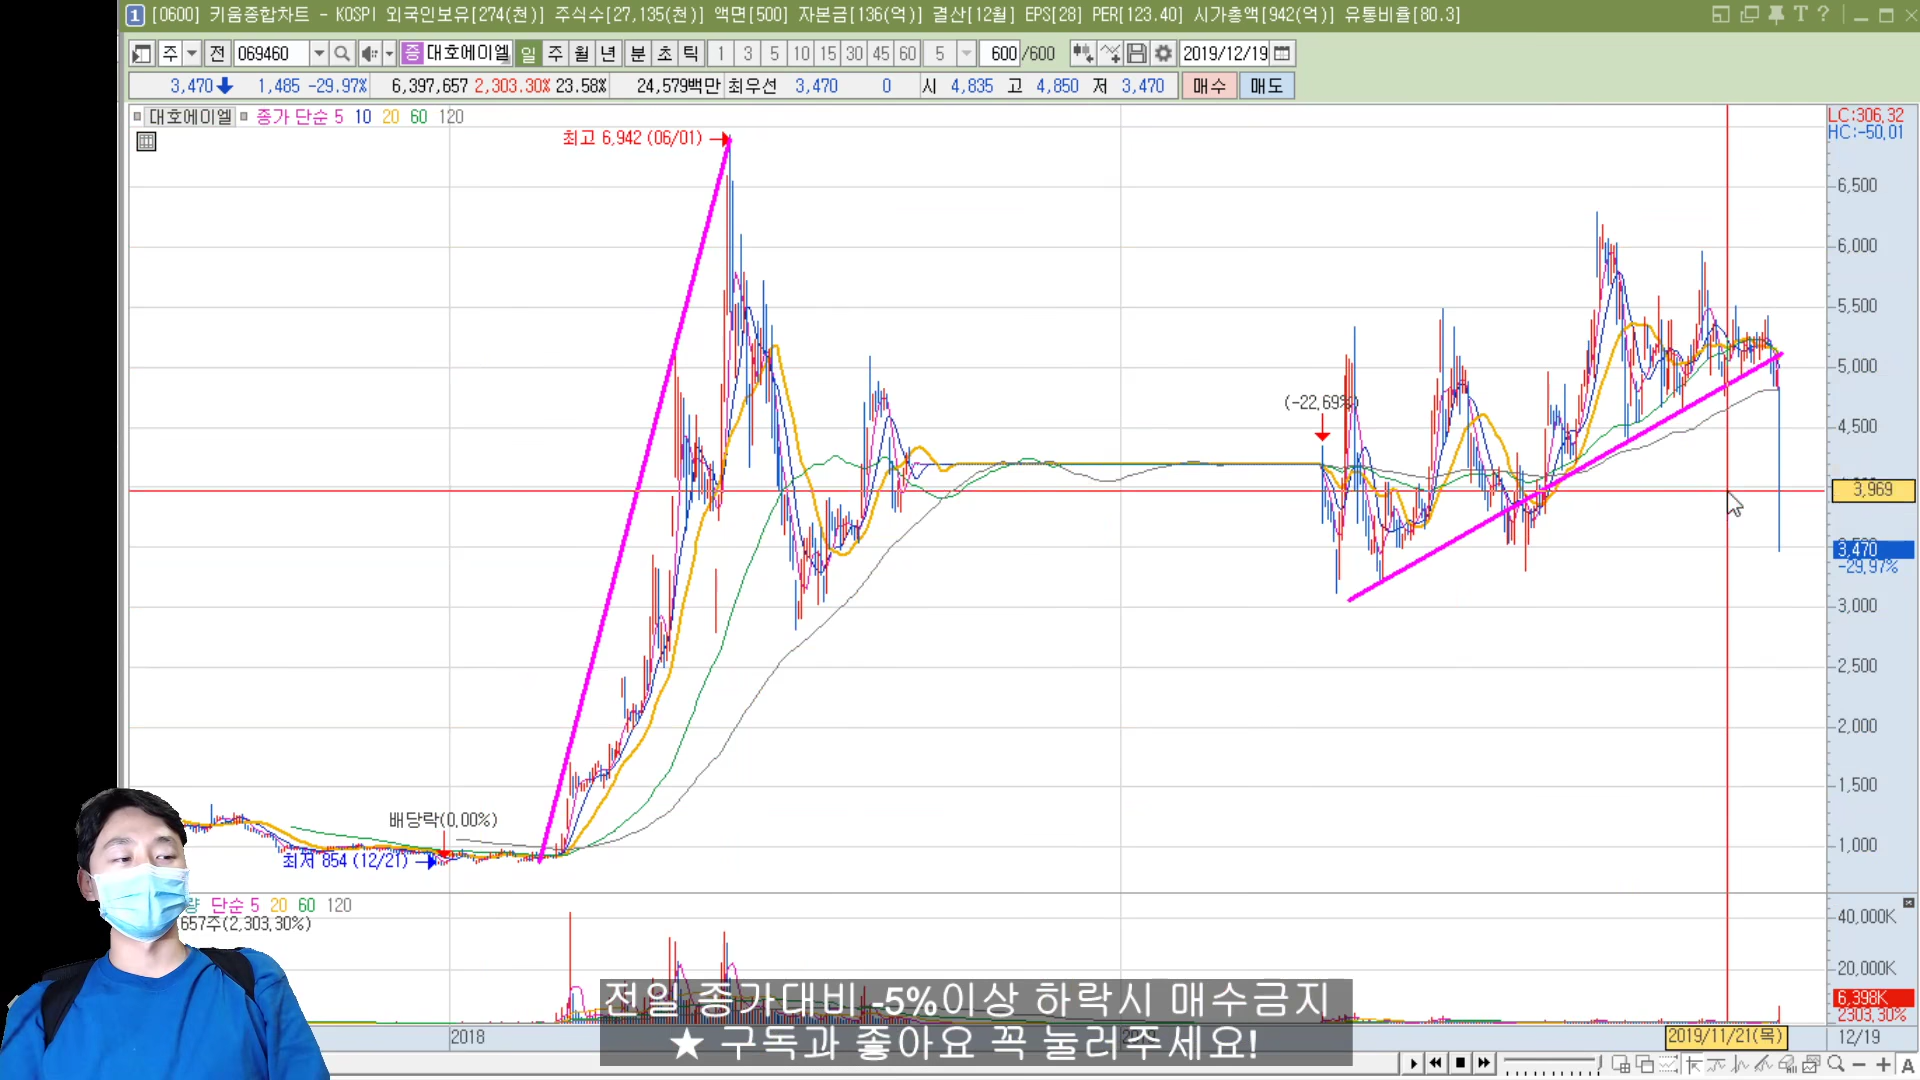 1 [0600] 키움종합차트 - KOSPI 외국인보유[274(천)] 주식수[27,135(천)] 액면[500] 자본금[136(억)] 결산[12월] EPS[28] PER[123.40] 시가총액[942(억)] 유통비율[80.3] T ?
주 전 069460 증 대호에이엘 일 주 월 년 분 초 틱 1 3 5 10 15 30 45 60 5 600 /600 2019/12/19
3,470 1,485 -29.97% 6,397,657 2,303.30% 23.58% 24,579백만 최우선 3,470 0 시 4,835 고 4,850 저 3,470 매수 매도
대호에이엘 종가 단순 5 10 20 60 120
LC:306.32
HC:-50.01
최고 6,942 (06/01)
6,500
6,000
5,500
5,000
(-22.69%)
4,500
3,969
3,470
-29.97%
3,000
2,500
2,000
1,500
배당락(0.00%)
1,000
최저 854 (12/21)
량 단순 5 20 60 120
657주(2,303.30%)
40,000K
20,000K
6,398K
2303.30%
전일 종가대비 -5%이상 하락시 매수금지
★ 구독과 좋아요 꼭 눌러주세요!
2018
2019/11/21(목)
12/19
A